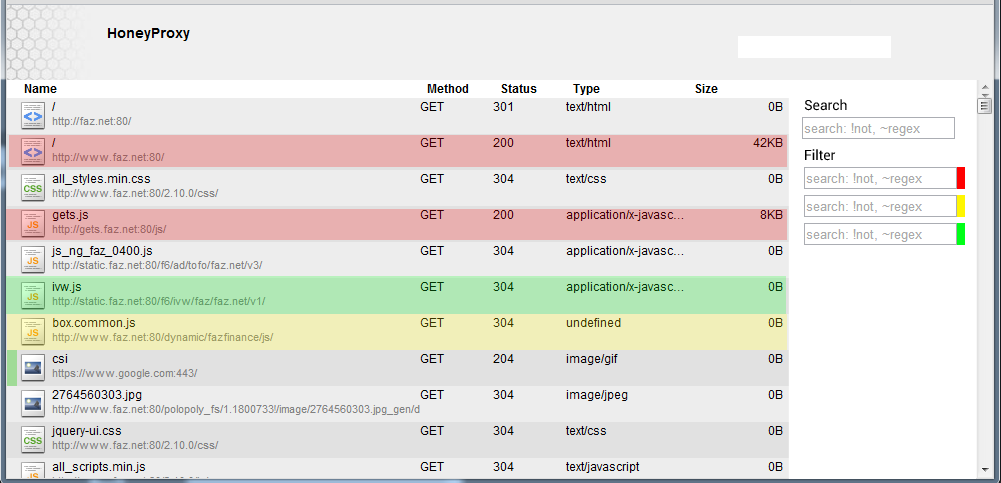 HoneyProxy
Name Method Status Type Size
/ GET 301 text/html 0B
http://faz.net:80/
/ GET 200 text/html 42KB
http://www.faz.net:80/
all_styles.min.css GET 304 text/css 0B
http://www.faz.net:80/2.10.0/css/
gets.js GET 200 application/x-javasc... 8KB
http://gets.faz.net:80/js/
js_ng_faz_0400.js GET 304 application/x-javasc... 0B
http://static.faz.net:80/f6/ad/tofo/faz.net/v3/
ivw.js GET 304 application/x-javasc... 0B
http://static.faz.net:80/f6/ivw/faz/faz.net/v1/
box.common.js GET 304 undefined 0B
http://www.faz.net:80/dynamic/fazfinance/js/
csi GET 204 image/gif 0B
https://www.google.com:443/
2764560303.jpg GET 304 image/jpeg 0B
http://www.faz.net:80/polopoly_fs/1.1800733!/image/2764560303.jpg_gen/d
jquery-ui.css GET 304 text/css 0B
http://www.faz.net:80/2.10.0/css/
all_scripts.min.js GET 304 text/javascript 0B
Search
search: !not, ~regex
Filter
search: !not, ~regex
search: !not, ~regex
search: !not, ~regex
<> <> CSS JS JS JS JS CSS JS